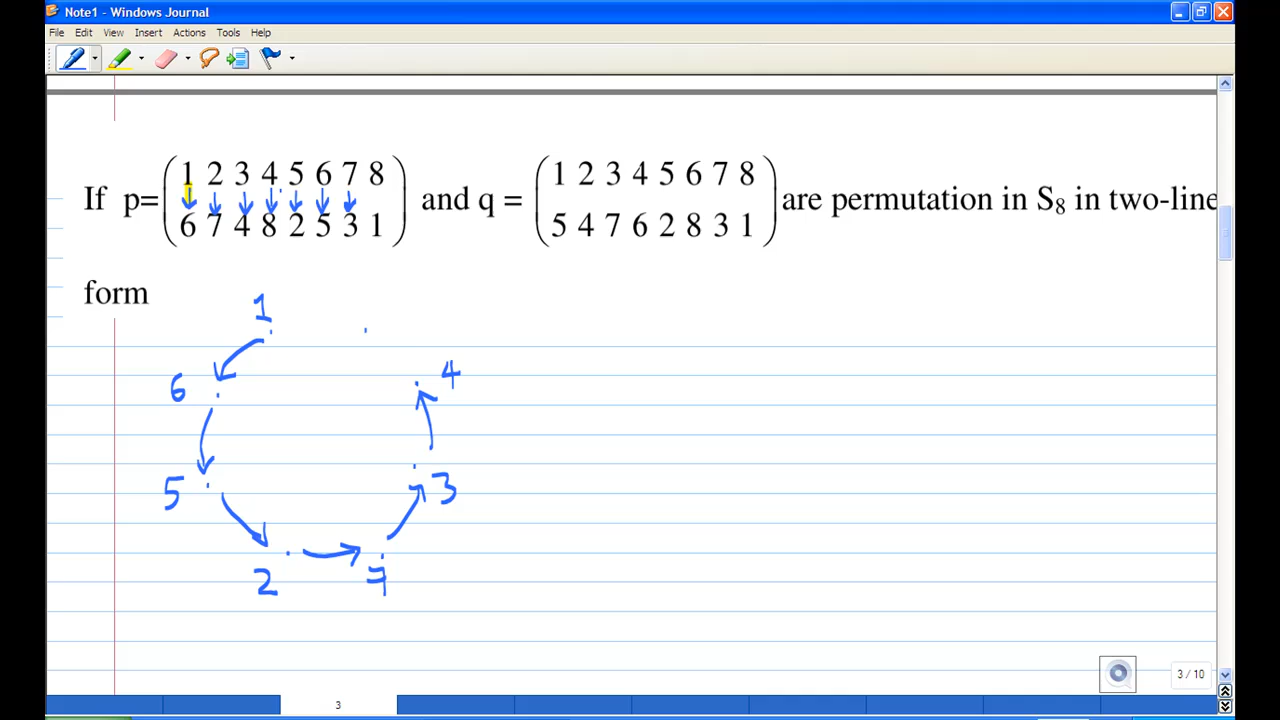 Note1 - Windows Journal
File Edit View Insert Actions Tools Help
1 2 3 4 5 6 7 8 1 2 3 4 5 6 7 8
If p= and q = are permutation in S₈ in two-line
6 7 4 8 2 5 3 1 5 4 7 6 2 8 3 1
form
1
4
6
5
3
2
7
3 / 10
3